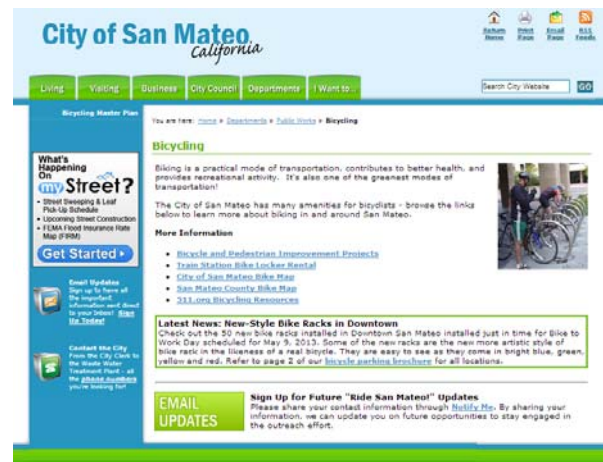 City of San Mateo
California
Return Home
Print Page
Email Page
RSS Feeds
Living
Visiting
Business
City Council
Departments
I Want to...
Search City Website
GO
Bicycling Master Plan
You are here: Home » Departments » Public Works » Bicycling
Bicycling
Biking is a practical mode of transportation, contributes to better health, and
provides recreational activity. It's also one of the greenest modes of
transportation!
The City of San Mateo has many amenities for bicyclists - browse the links
below to learn more about biking in and around San Mateo.
More Information
Bicycle and Pedestrian Improvement Projects
Train Station Bike Locker Rental
City of San Mateo Bike Map
San Mateo County Bike Map
511.org Bicycling Resources
Latest News: New-Style Bike Racks in Downtown
Check out the 50 new bike racks installed in Downtown San Mateo installed just in time for Bike to
Work Day scheduled for May 9, 2013. Some of the new racks are the new more artistic style of
bike rack in the likeness of a real bicycle. They are easy to see as they come in bright blue, green,
yellow and red. Refer to page 2 of our bicycle parking brochure for all locations.
EMAIL
UPDATES
Sign Up for Future "Ride San Mateo!" Updates
Please share your contact information through Notify Me. By sharing your
information, we can update you on future opportunities to stay engaged in
the outreach effort.
What's
Happening
On
myStreet?
• Street Sweeping & Leaf
Pick-Up Schedule
• Upcoming Street Construction
• FEMA Flood Insurance Rate
Map (FIRM)
Get Started
Email Updates
Sign up to have all
the important
information sent direct
to your inbox! Sign
Up Today!
Contact the City
From the City Clerk to
the Waste Water
Treatment Plant - all
the phone numbers
you're looking for!